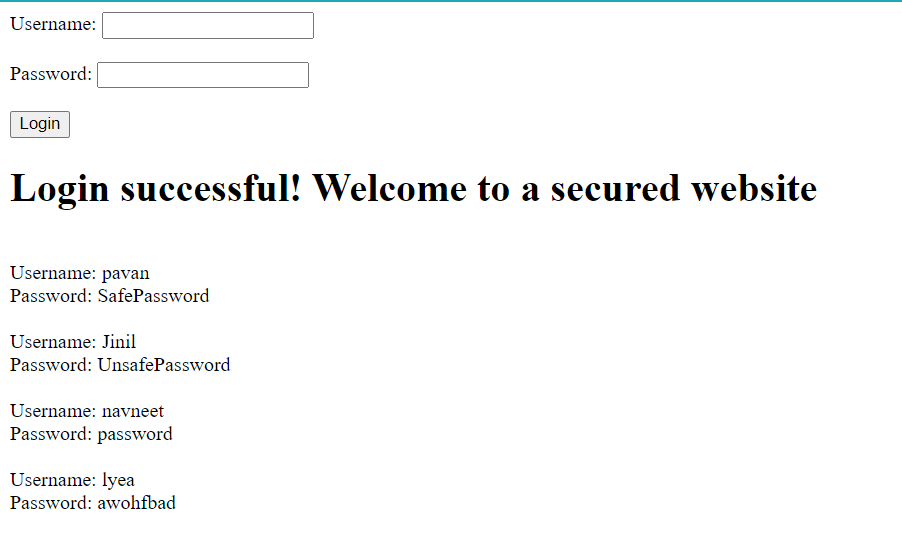 Username:
Password:
Login
Login successful! Welcome to a secured website
Username: pavan
Password: SafePassword
Username: Jinil
Password: UnsafePassword
Username: navneet
Password: password
Username: lyea
Password: awohfbad